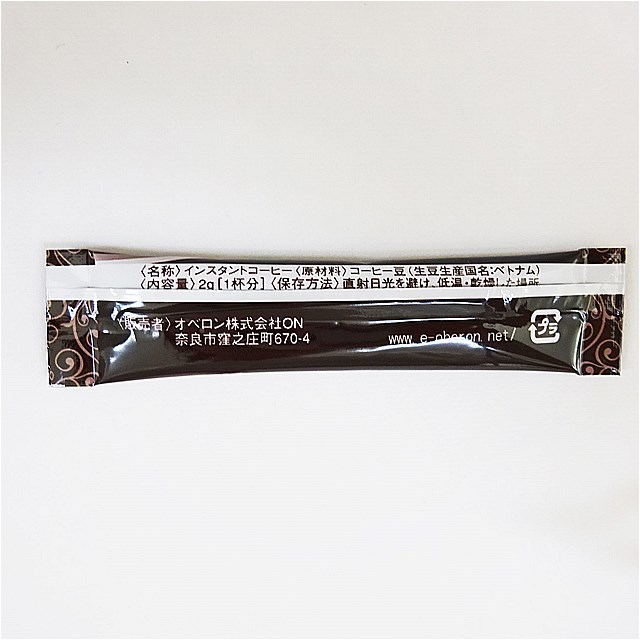 〈名称〉インスタントコーヒー〈原材料〉コーヒー豆(生豆生産国名:ベトナム)
〈内容量〉2g[1杯分]〈保存方法〉直射日光を避け、低温・乾燥した場所
〈販売者〉オベロン株式会社ON
奈良市窪之庄町670-4
www.e-oberon.net/
プラ